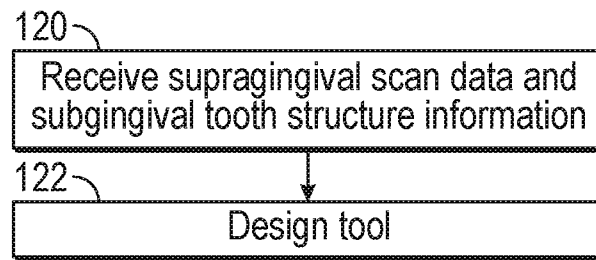 120
Receive supragingival scan data and
subgingival tooth structure information
122
Design tool